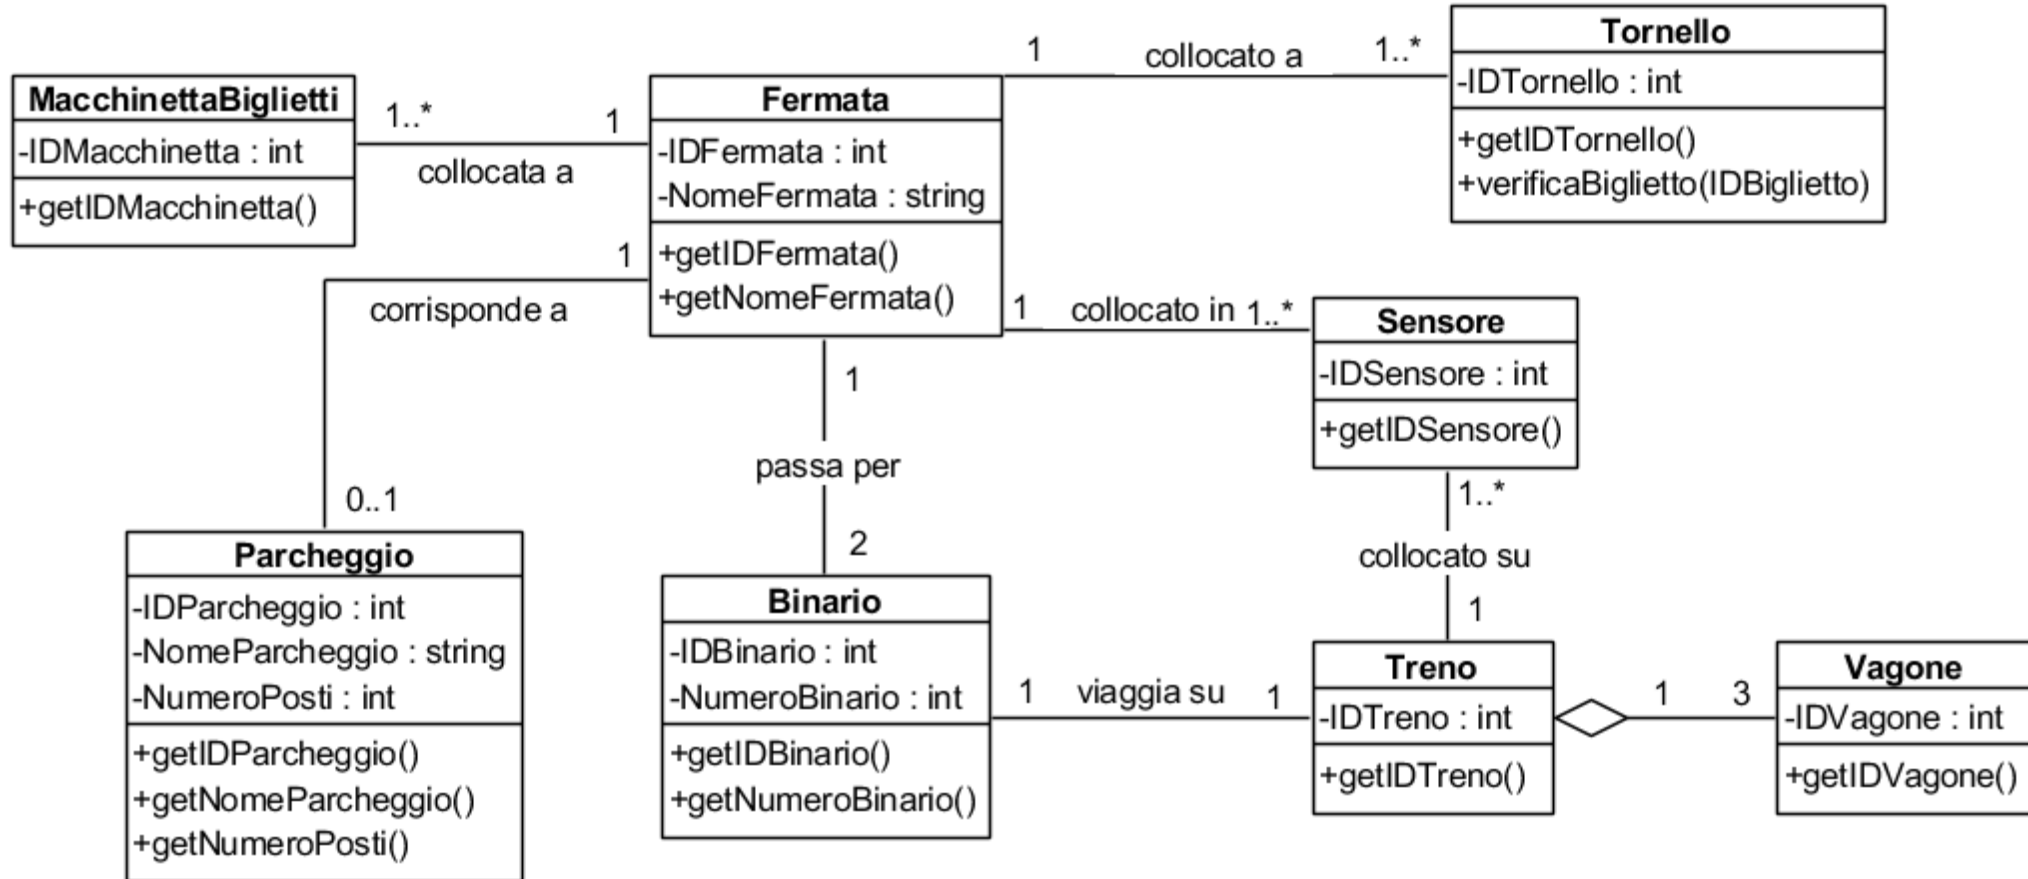 MacchinettaBiglietti
-IDMacchinetta : int
+getIDMacchinetta()
1..*
1
collocata a
Fermata
-IDFermata : int
-NomeFermata : string
+getIDFermata()
+getNomeFermata()
1
collocato a
1..*
Tornello
-IDTornello : int
+getIDTornello()
+verificaBiglietto(IDBiglietto)
1
corrisponde a
0..1
Parcheggio
-IDParcheggio : int
-NomeParcheggio : string
-NumeroPosti : int
+getIDParcheggio()
+getNomeParcheggio()
+getNumeroPosti()
1
passa per
2
Binario
-IDBinario : int
-NumeroBinario : int
+getIDBinario()
+getNumeroBinario()
1
collocato in
1..*
Sensore
-IDSensore : int
+getIDSensore()
1..*
collocato su
1
1
viaggia su
1
Treno
-IDTreno : int
+getIDTreno()
1
3
Vagone
-IDVagone : int
+getIDVagone()